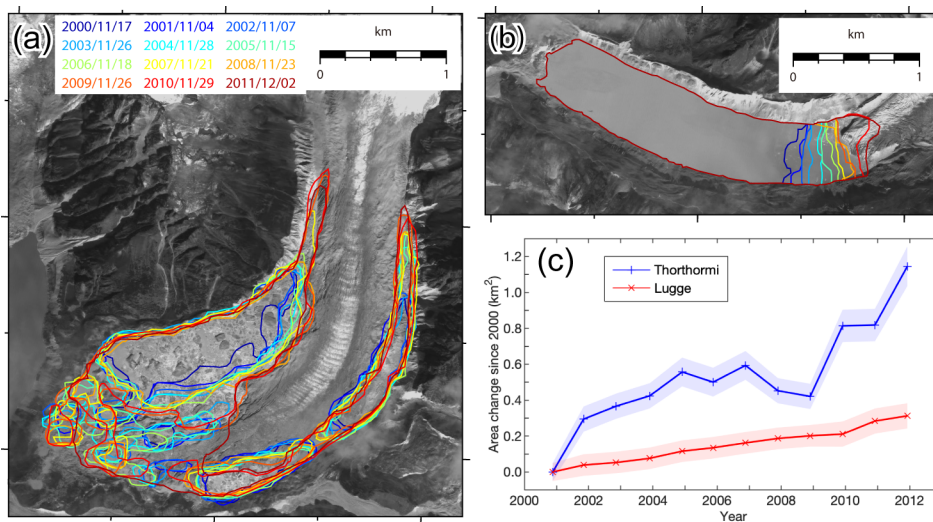 (a)
2000/11/17 2001/11/04 2002/11/07
2003/11/26 2004/11/28 2005/11/15
2006/11/18 2007/11/21 2008/11/23
2009/11/26 2010/11/29 2011/12/02
km
0 1
(b)
km
0 1
(c)
Thorthormi
Lugge
Area change since 2000 (km²)
1.2
1.0
0.8
0.6
0.4
0.2
0.0
2000 2002 2004 2006 2008 2010 2012
Year